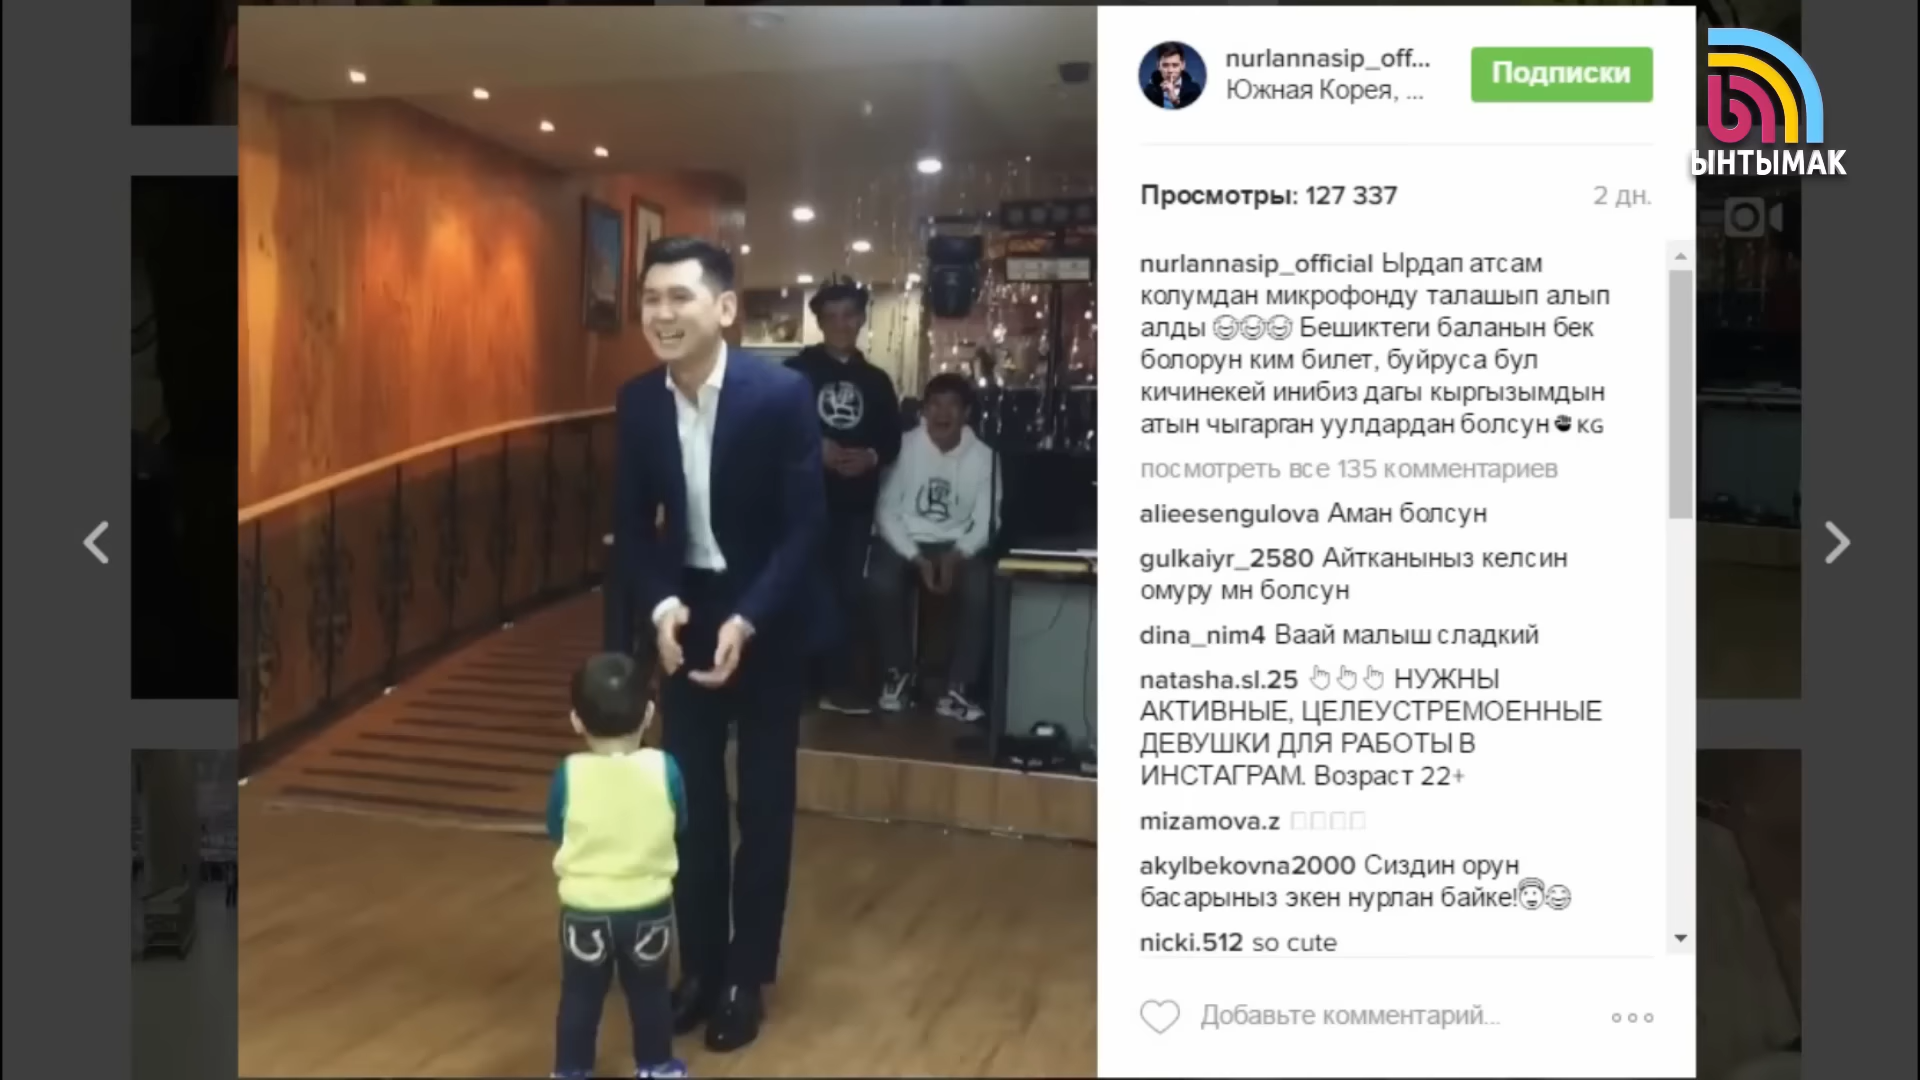 nurlannasip_off...
Южная Корея, ...
Подписки
ЫНТЫМАК
Просмотры: 127 337
2 дн.
nurlannasip_official Ырдап атсам
колумдан микрофонду талашып алып
алды 😂😂😂 Бешиктеги баланын бек
болорун ким билет, буйруса бул
кичинекей инибиз дагы кыргызымдын
атын чыгарган уулдардан болсун✊KG
посмотреть все 135 комментариев
alieesengulova Аман болсун
gulkaiyr_2580 Айтканыныз келсин
омуру мн болсун
dina_nim4 Ваай малыш сладкий
natasha.sl.25 👆👆👆 НУЖНЫ
АКТИВНЫЕ, ЦЕЛЕУСТРЕМОЕННЫЕ
ДЕВУШКИ ДЛЯ РАБОТЫ В
ИНСТАГРАМ. Возраст 22+
mizamova.z
akylbekovna2000 Сиздин орун
басарыныз экен нурлан байке!😇😂
nicki.512 so cute
Добавьте комментарий...